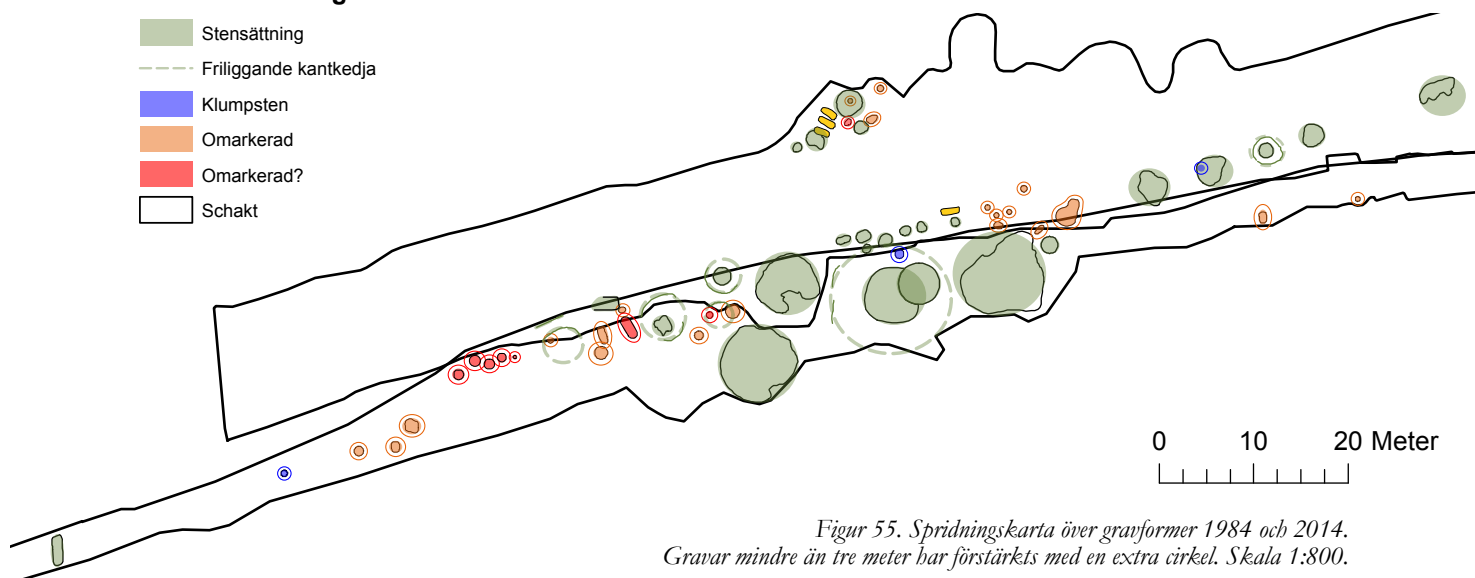 Stensättning
Friliggande kantkedja
Klumpsten
Omarkerad
Omarkerad?
Schakt
0 10 20 Meter
Figur 55. Spridningskarta över gravformer 1984 och 2014.
Gravar mindre än tre meter har förstärkts med en extra cirkel. Skala 1:800.